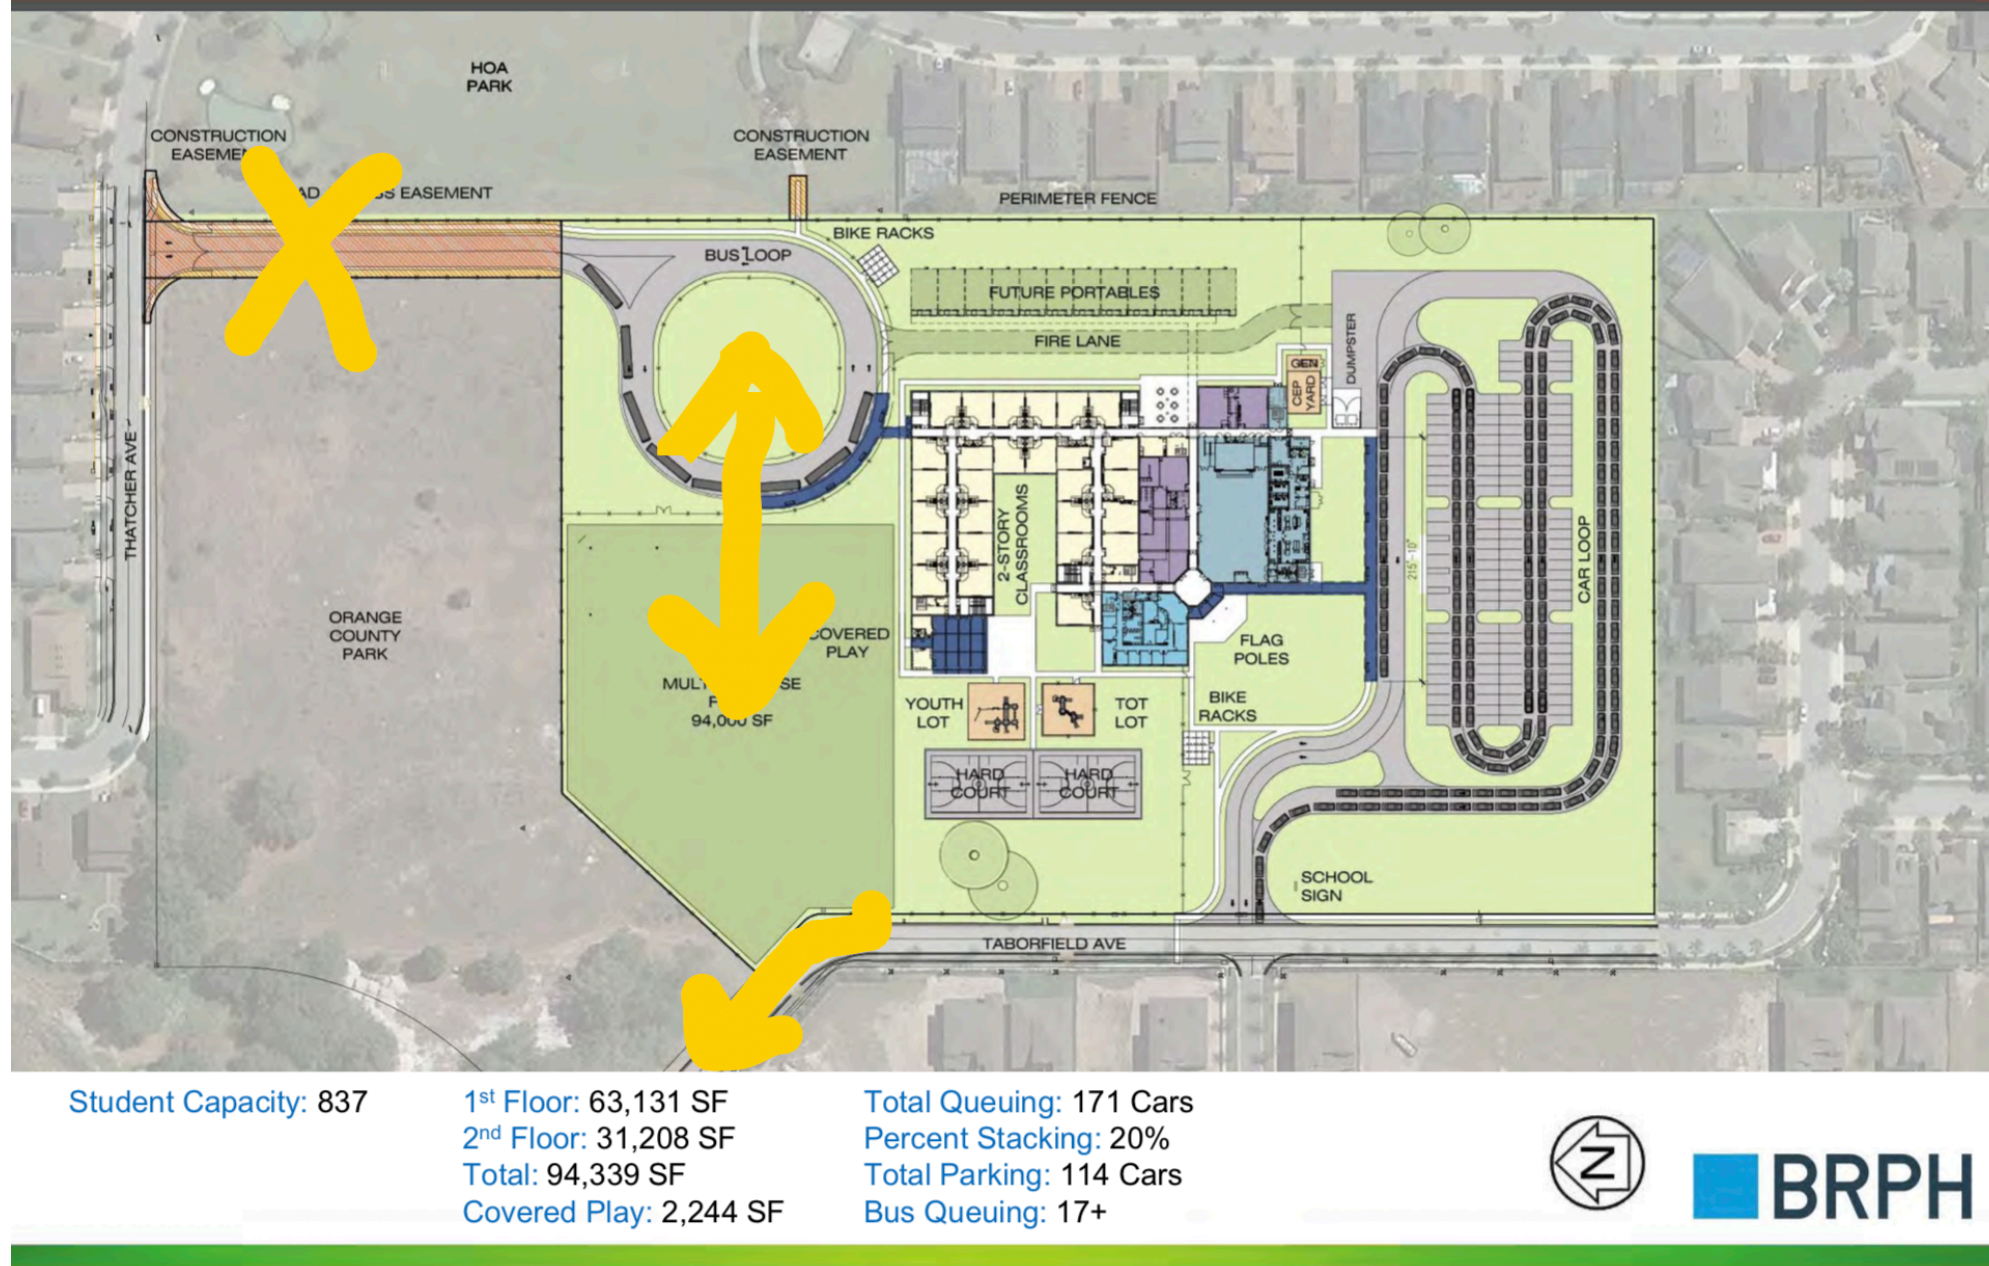 HOA
PARK
CONSTRUCTION
CONSTRUCTION
EASEMENT
EASEMENT
PERIMETER FENCE
BIKE RACKS
BUS LOOP
FUTURE PORTABLES
FIRE LANE
DUMPSTER
GEN
CEP
YARD
THATCHER AVE
2-STORY
CLASSROOMS
215'-10"
CAR LOOP
ORANGE
COUNTY
PARK
COVERED
PLAY
FLAG
POLES
94,000 SF
YOUTH
LOT
TOT
LOT
BIKE
RACKS
HARD
COURT
HARD
COURT
SCHOOL
SIGN
TABORFIELD AVE
Student Capacity: 837
1st Floor: 63,131 SF
2nd Floor: 31,208 SF
Total: 94,339 SF
Covered Play: 2,244 SF
Total Queuing: 171 Cars
Percent Stacking: 20%
Total Parking: 114 Cars
Bus Queuing: 17+
N
BRPH